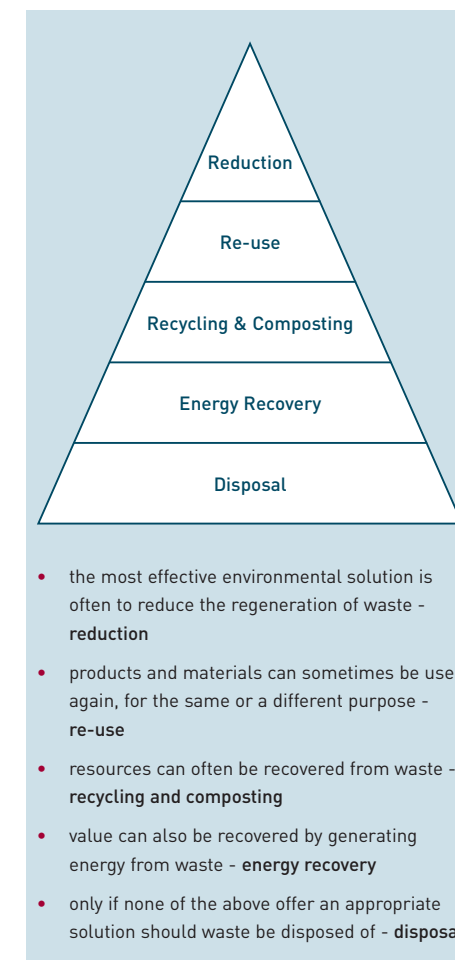 Reduction
Re-use
Recycling & Composting
Energy Recovery
Disposal
• the most effective environmental solution is
often to reduce the regeneration of waste -
reduction
• products and materials can sometimes be use
again, for the same or a different purpose -
re-use
• resources can often be recovered from waste -
recycling and composting
• value can also be recovered by generating
energy from waste - energy recovery
• only if none of the above offer an appropriate
solution should waste be disposed of - disposa